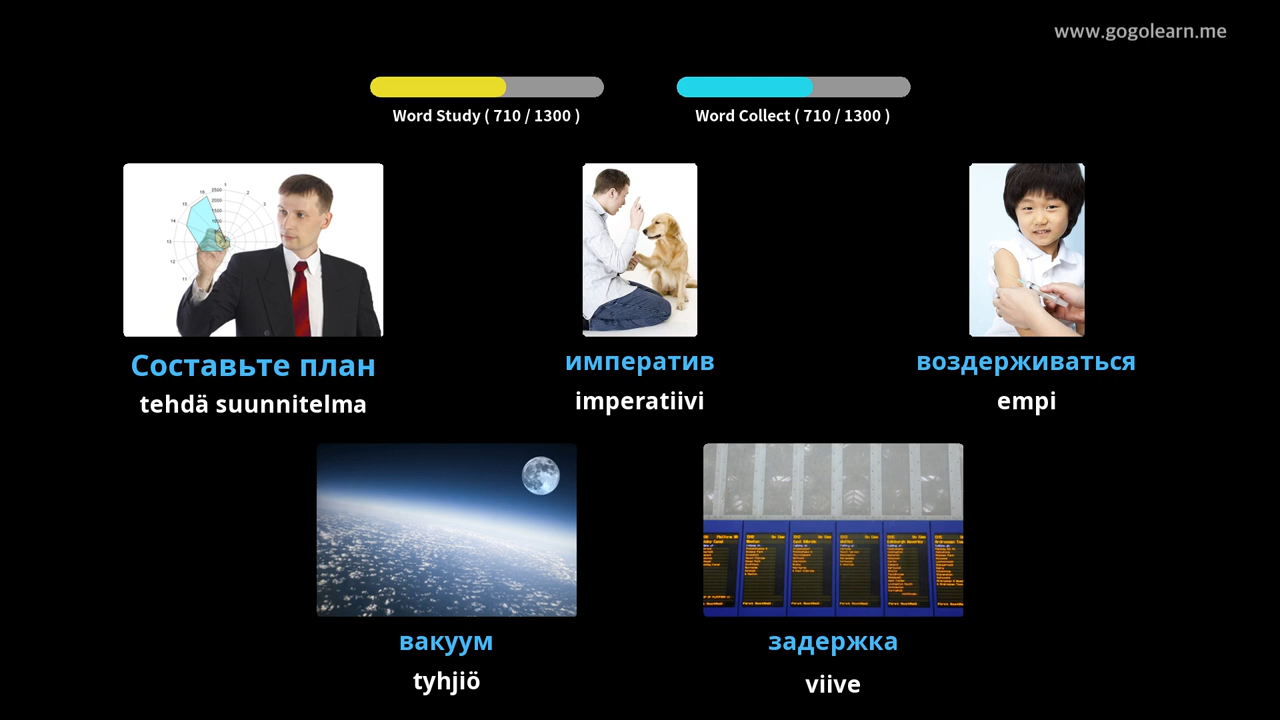 www.gogolearn.me
Word Study ( 710 / 1300 )
Word Collect ( 710 / 1300 )
Составьте план
tehdä suunnitelma
императив
imperatiivi
воздерживаться
empi
вакуум
tyhjiö
задержка
viive